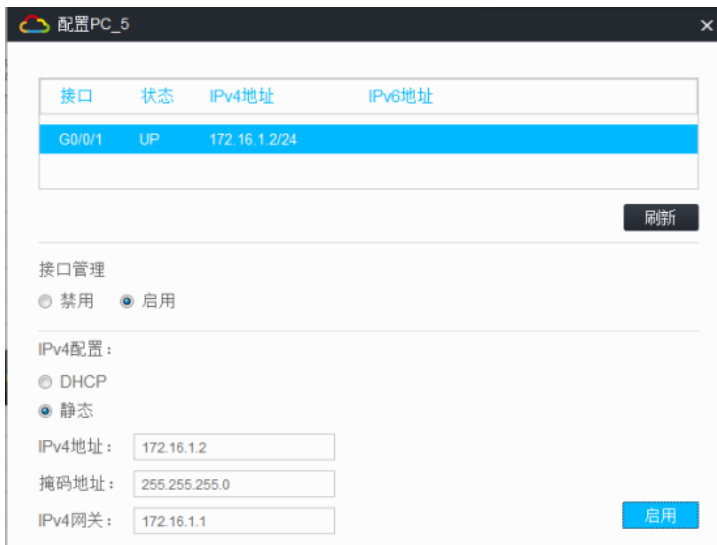 配置PC_5
接口 状态 IPv4地址 IPv6地址
G0/0/1 UP 172.16.1.2/24
刷新
接口管理
禁用 启用
IPv4配置：
DHCP
静态
IPv4地址： 172.16.1.2
掩码地址： 255.255.255.0
IPv4网关： 172.16.1.1
启用